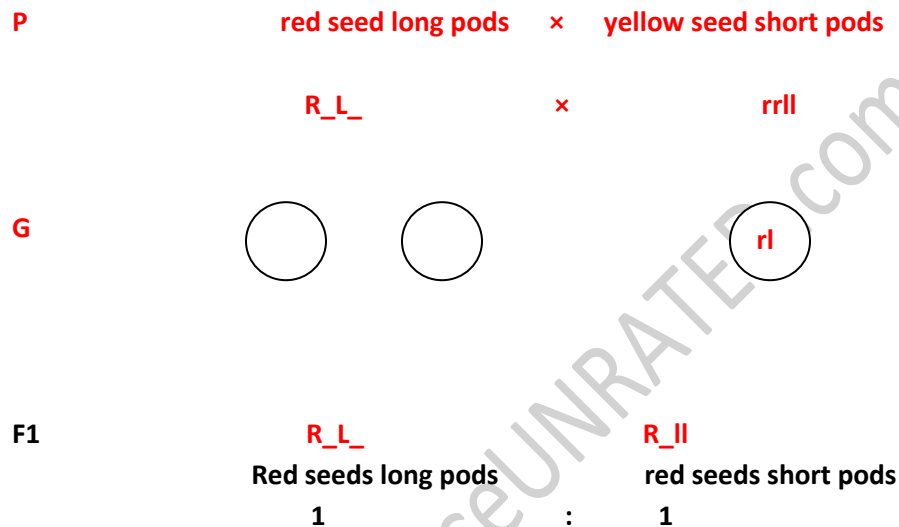 P red seed long pods × yellow seed short pods
R_L_ × rrll
G rl
F1 R_L_ R_ll
Red seeds long pods red seeds short pods
1 : 1